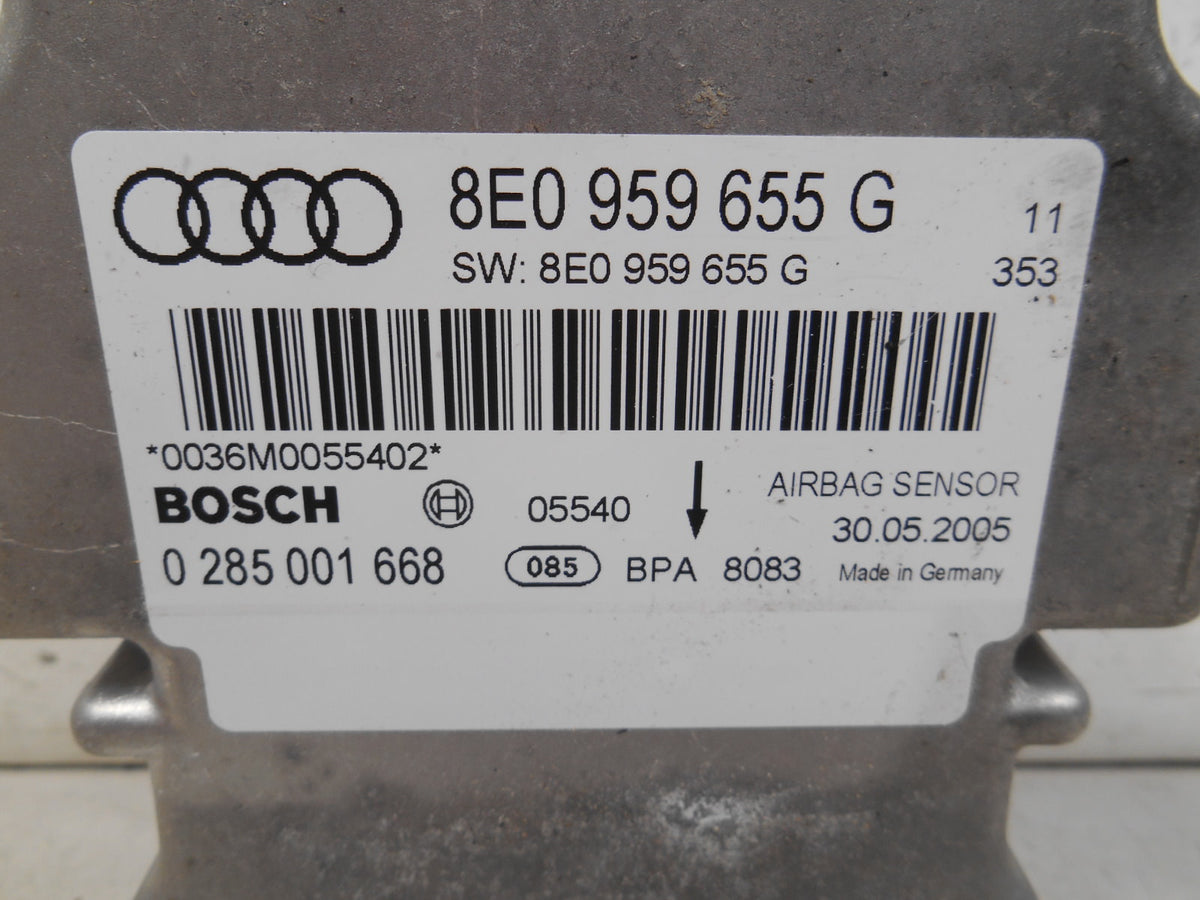 8E0 959 655 G 11
SW: 8E0 959 655 G 353
*0036M0055402*
BOSCH 05540 AIRBAG SENSOR
30.05.2005
0 285 001 668 085 BPA 8083 Made in Germany